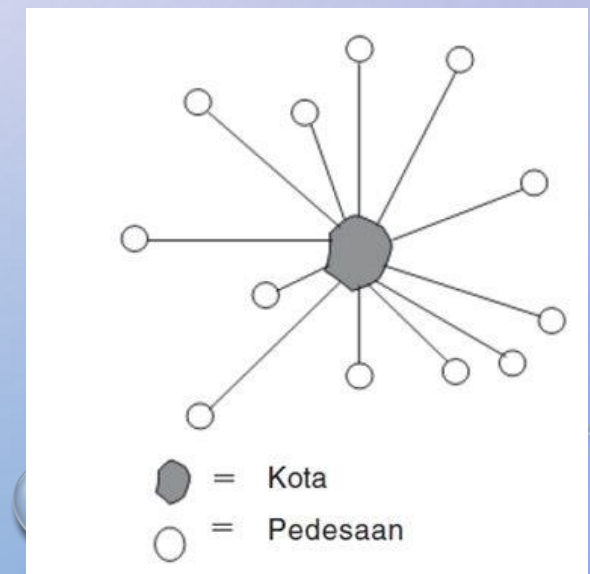 = Kota
= Pedesaan